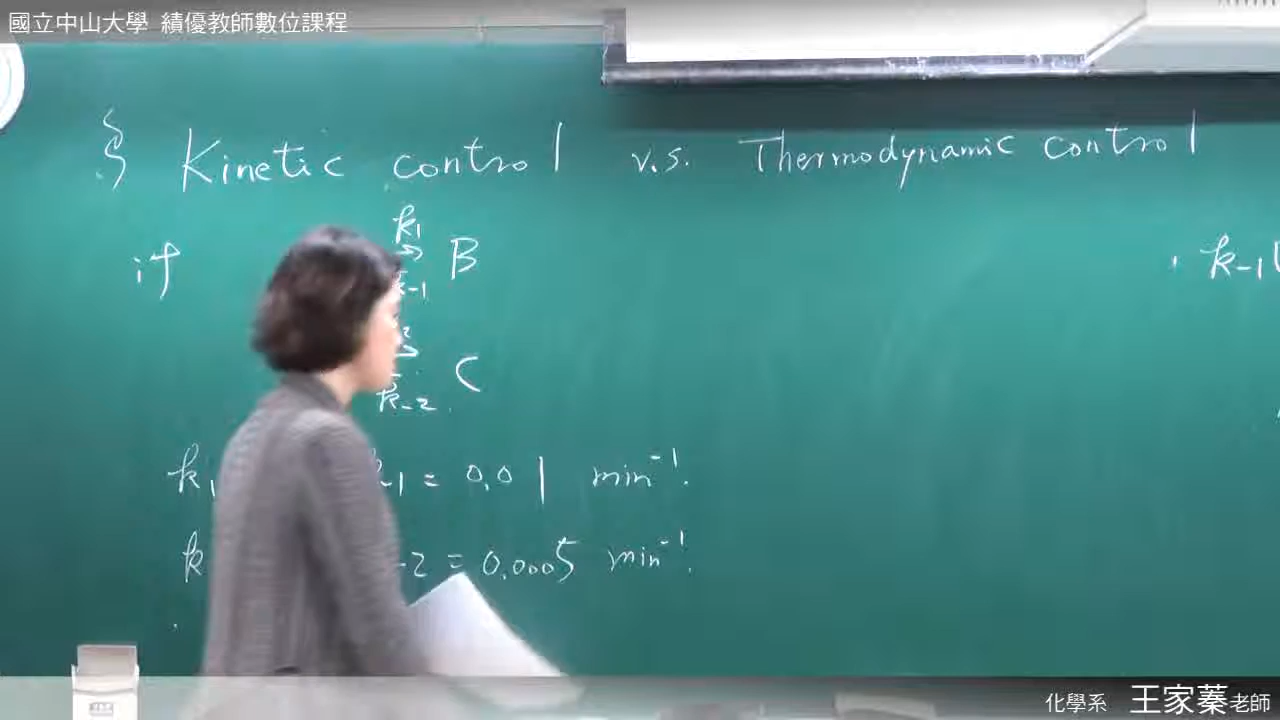 國立中山大學 績優教師數位課程
§ Kinetic control v.s. Thermodynamic control
if k₁ B
k-1
k-1
C
k-2
k₁ -1 = 0.01 min⁻¹.
k -2 = 0.0005 min⁻¹.
化學系 王家蓁老師